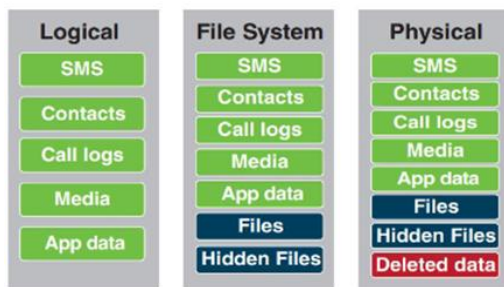 Logical
SMS
Contacts
Call logs
Media
App data
File System
SMS
Contacts
Call logs
Media
App data
Files
Hidden Files
Physical
SMS
Contacts
Call logs
Media
App data
Files
Hidden Files
Deleted data